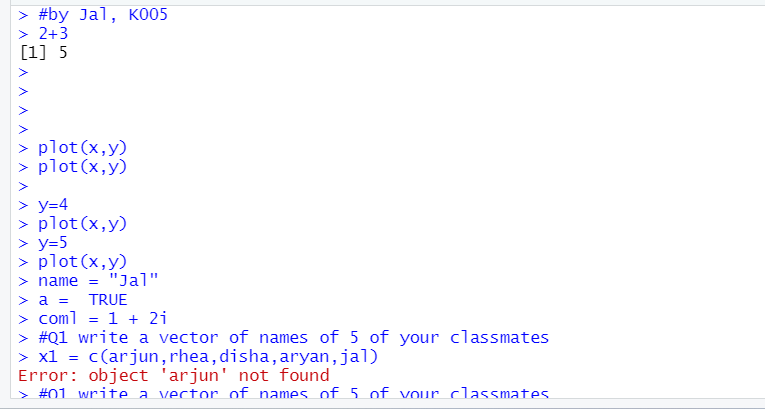 > #by Jal, K005
> 2+3
[1] 5
>
>
>
>
> plot(x,y)
> plot(x,y)
>
> y=4
> plot(x,y)
> y=5
> plot(x,y)
> name = "Jal"
> a =  TRUE
> coml = 1 + 2i
> #Q1 write a vector of names of 5 of your classmates
> x1 = c(arjun,rhea,disha,aryan,jal)
Error: object 'arjun' not found
> #Q1 write a vector of names of 5 of your classmates